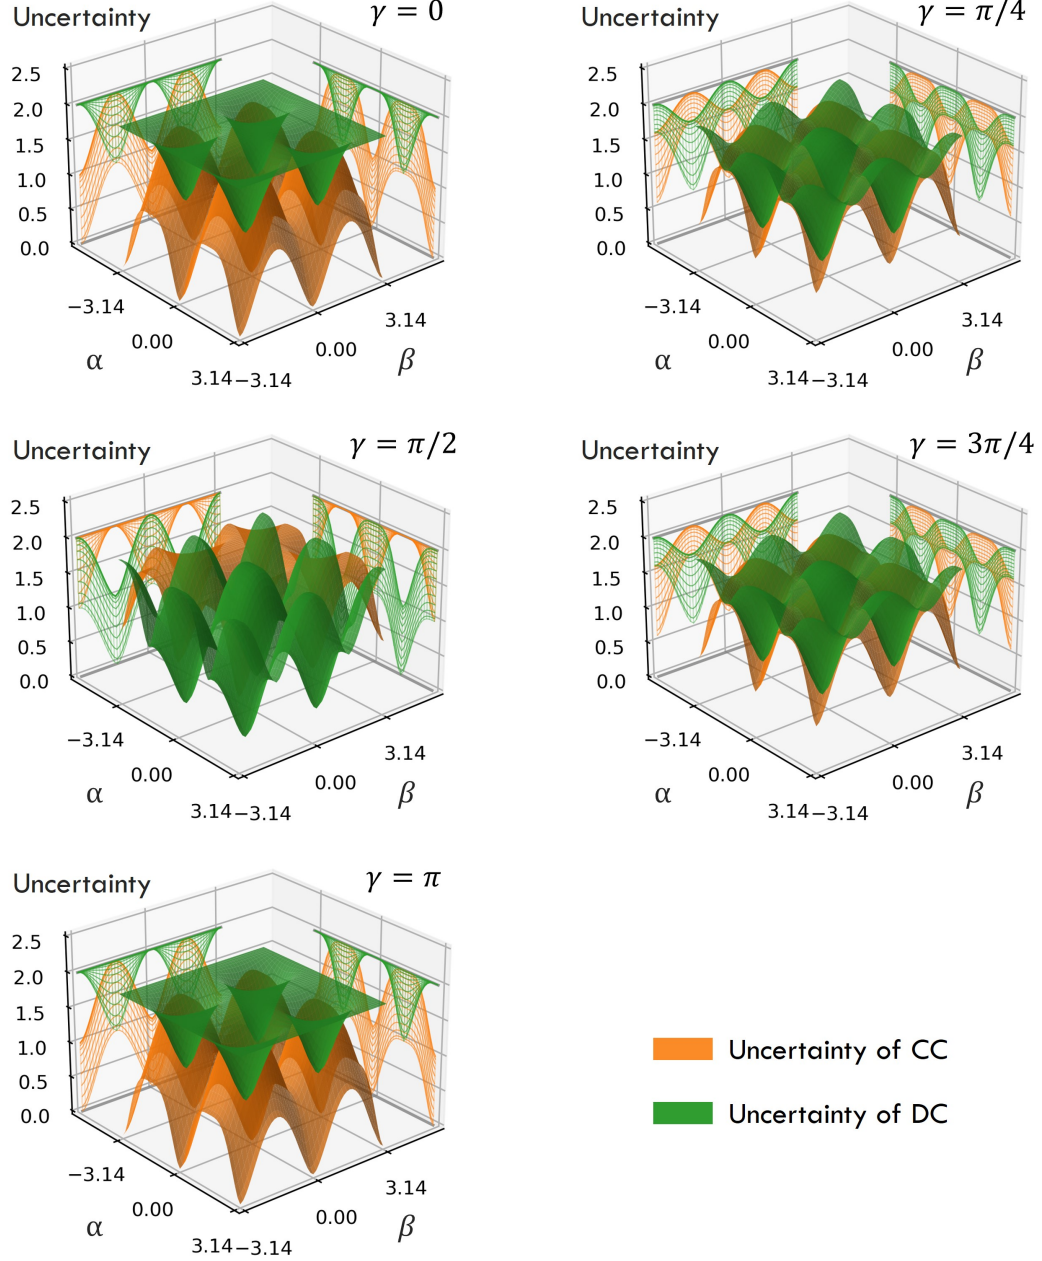 Uncertainty
γ = 0
2.5
2.0
1.5
1.0
0.5
0.0
−3.14
0.00
3.14
α
−3.14
0.00
3.14
β
Uncertainty
γ = π/4
2.5
2.0
1.5
1.0
0.5
0.0
−3.14
0.00
3.14
α
−3.14
0.00
3.14
β
Uncertainty
γ = π/2
2.5
2.0
1.5
1.0
0.5
0.0
−3.14
0.00
3.14
α
−3.14
0.00
3.14
β
Uncertainty
γ = 3π/4
2.5
2.0
1.5
1.0
0.5
0.0
−3.14
0.00
3.14
α
−3.14
0.00
3.14
β
Uncertainty
γ = π
2.5
2.0
1.5
1.0
0.5
0.0
−3.14
0.00
3.14
α
−3.14
0.00
3.14
β
Uncertainty of CC
Uncertainty of DC